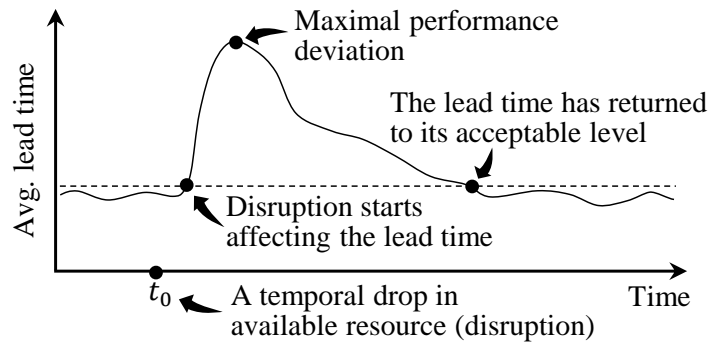 Maximal performance
deviation
The lead time has returned
to its acceptable level
Avg. lead time
Disruption starts
affecting the lead time
t₀
A temporal drop in
available resource (disruption)
Time